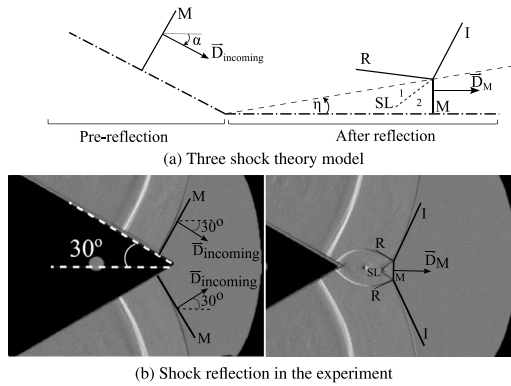 M
α
D⃗incoming
R
I
1
SL
2
η
D⃗M
M
Pre-reflection
After reflection
(a) Three shock theory model
M
30°
D⃗incoming
30°
D⃗incoming
30°
M
I
R
SL
M
D⃗M
R
I
(b) Shock reflection in the experiment